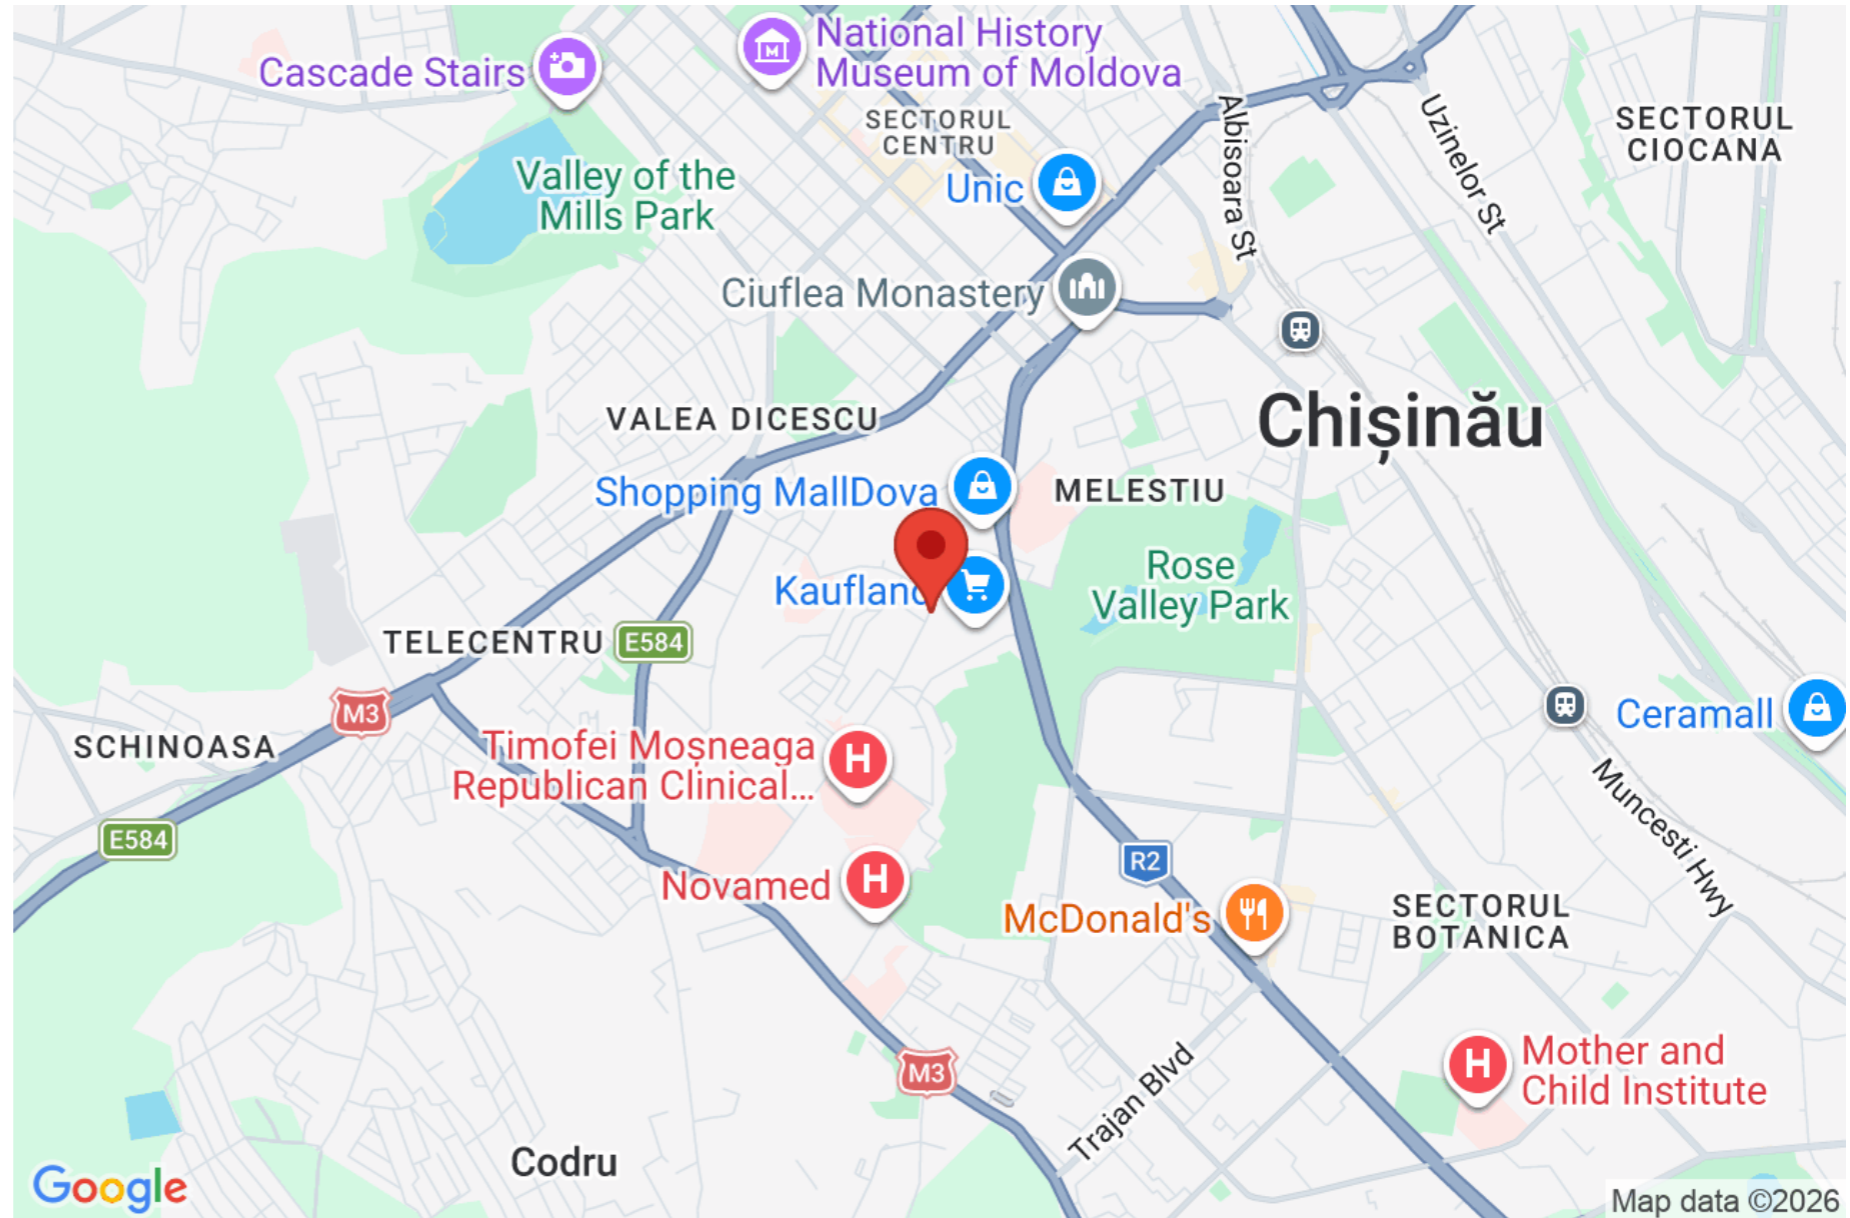 National History
Museum of Moldova
Cascade Stairs
SECTORUL
CENTRU
Albisoara St
Uzinelor St
SECTORUL
CIOCANA
Valley of the
Mills Park
Unic
Ciuflea Monastery
Chișinău
VALEA DICESCU
Shopping MallDova
MELESTIU
Rose
Valley Park
Kaufland
TELECENTRU
E584
M3
SCHINOASA
Timofei Moșneaga
Republican Clinical...
H
Ceramall
E584
Muncesti Hwy
R2
Novamed
H
McDonald's
SECTORUL
BOTANICA
M3
Trajan Blvd
H
Mother and
Child Institute
Codru
Google
Map data ©2026